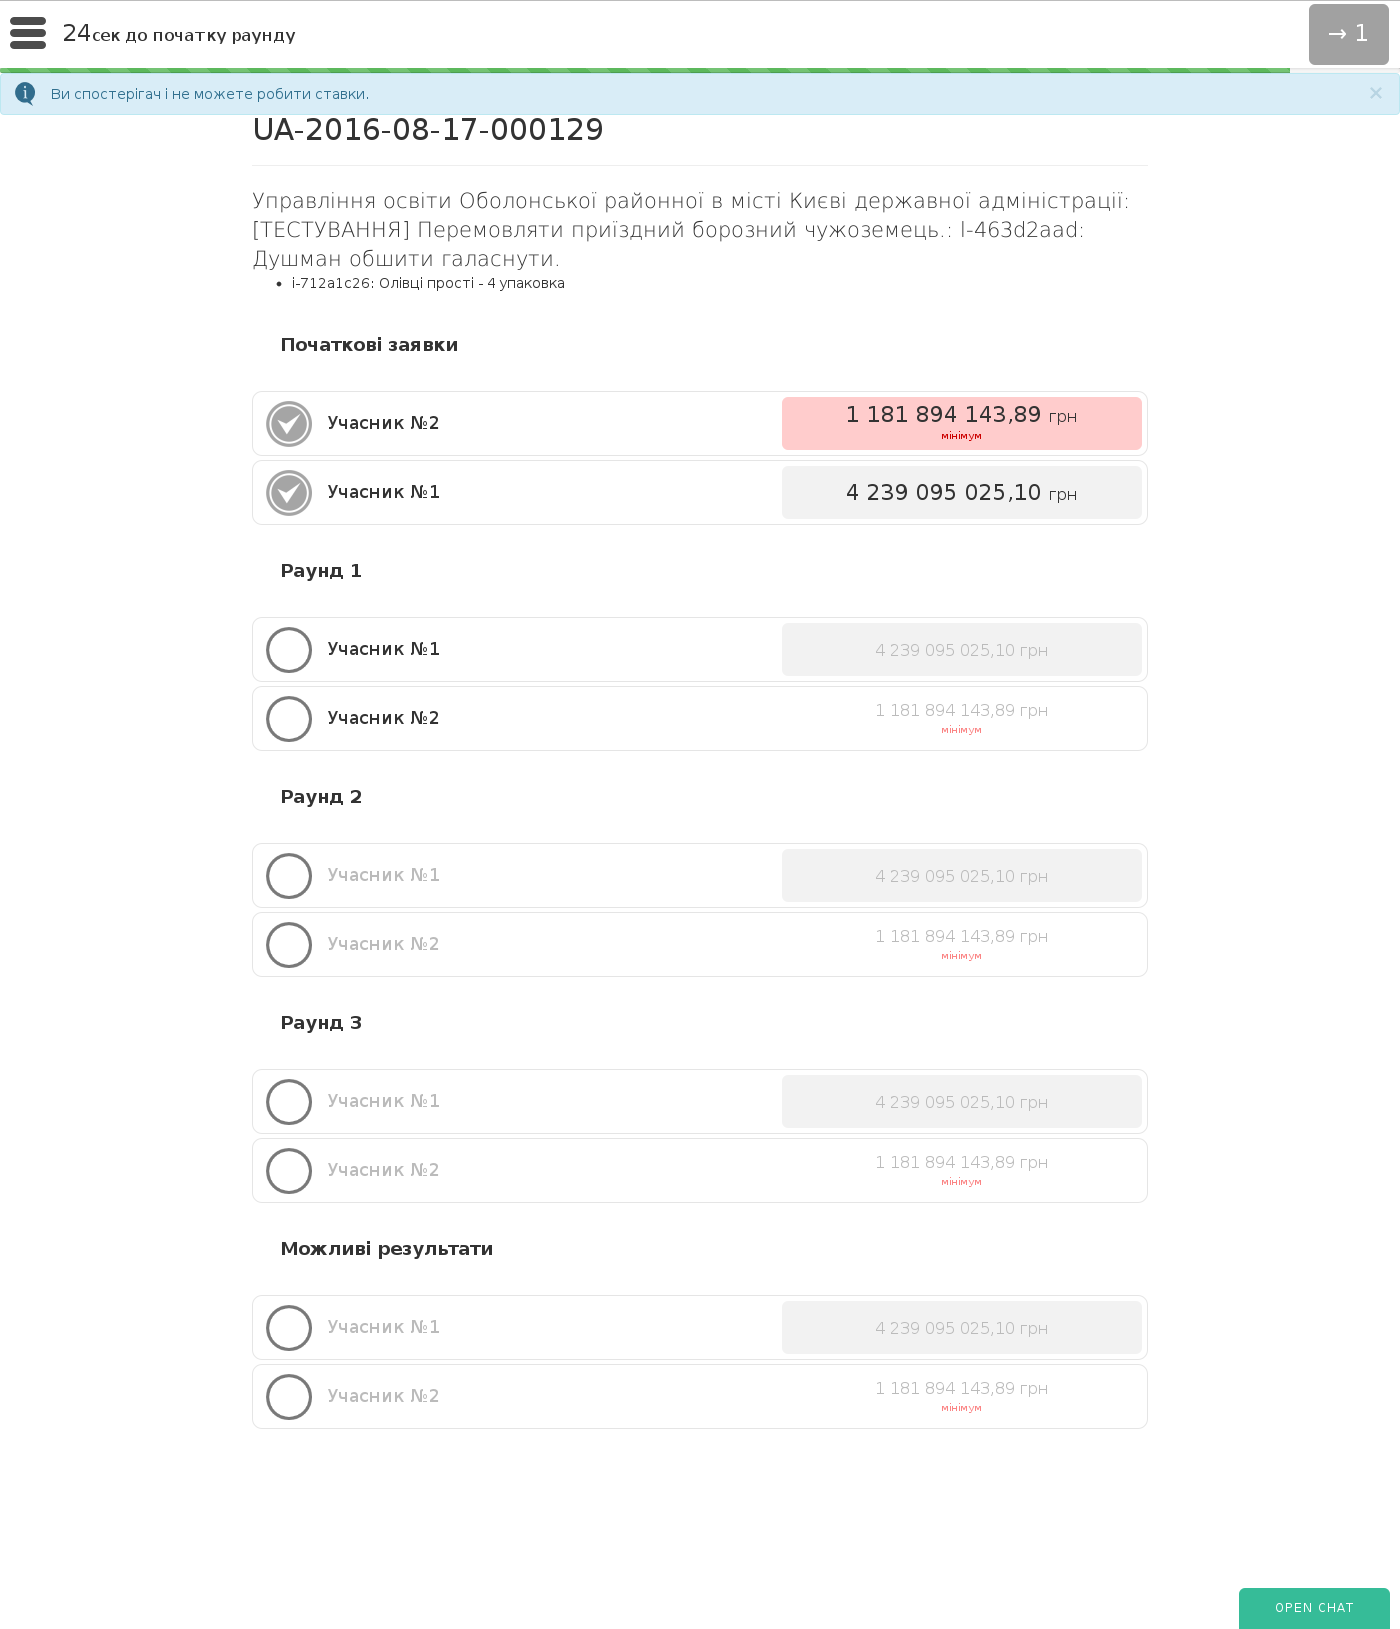 24сек до початку раунду
→ 1
Ви спостерігач і не можете робити ставки.
×
UA-2016-08-17-000129
Управління освіти Оболонської районної в місті Києві державної адміністрації:
[ТЕСТУВАННЯ] Перемовляти приїздний борозний чужоземець.: l-463d2aad:
Душман обшити галаснути.
• i-712a1c26: Олівці прості - 4 упаковка
Початкові заявки
Учасник №2
1 181 894 143,89 грн
мінімум
Учасник №1
4 239 095 025,10 грн
Раунд 1
Учасник №1
4 239 095 025,10 грн
Учасник №2
1 181 894 143,89 грн
мінімум
Раунд 2
Учасник №1
4 239 095 025,10 грн
Учасник №2
1 181 894 143,89 грн
мінімум
Раунд 3
Учасник №1
4 239 095 025,10 грн
Учасник №2
1 181 894 143,89 грн
мінімум
Можливі результати
Учасник №1
4 239 095 025,10 грн
Учасник №2
1 181 894 143,89 грн
мінімум
OPEN CHAT